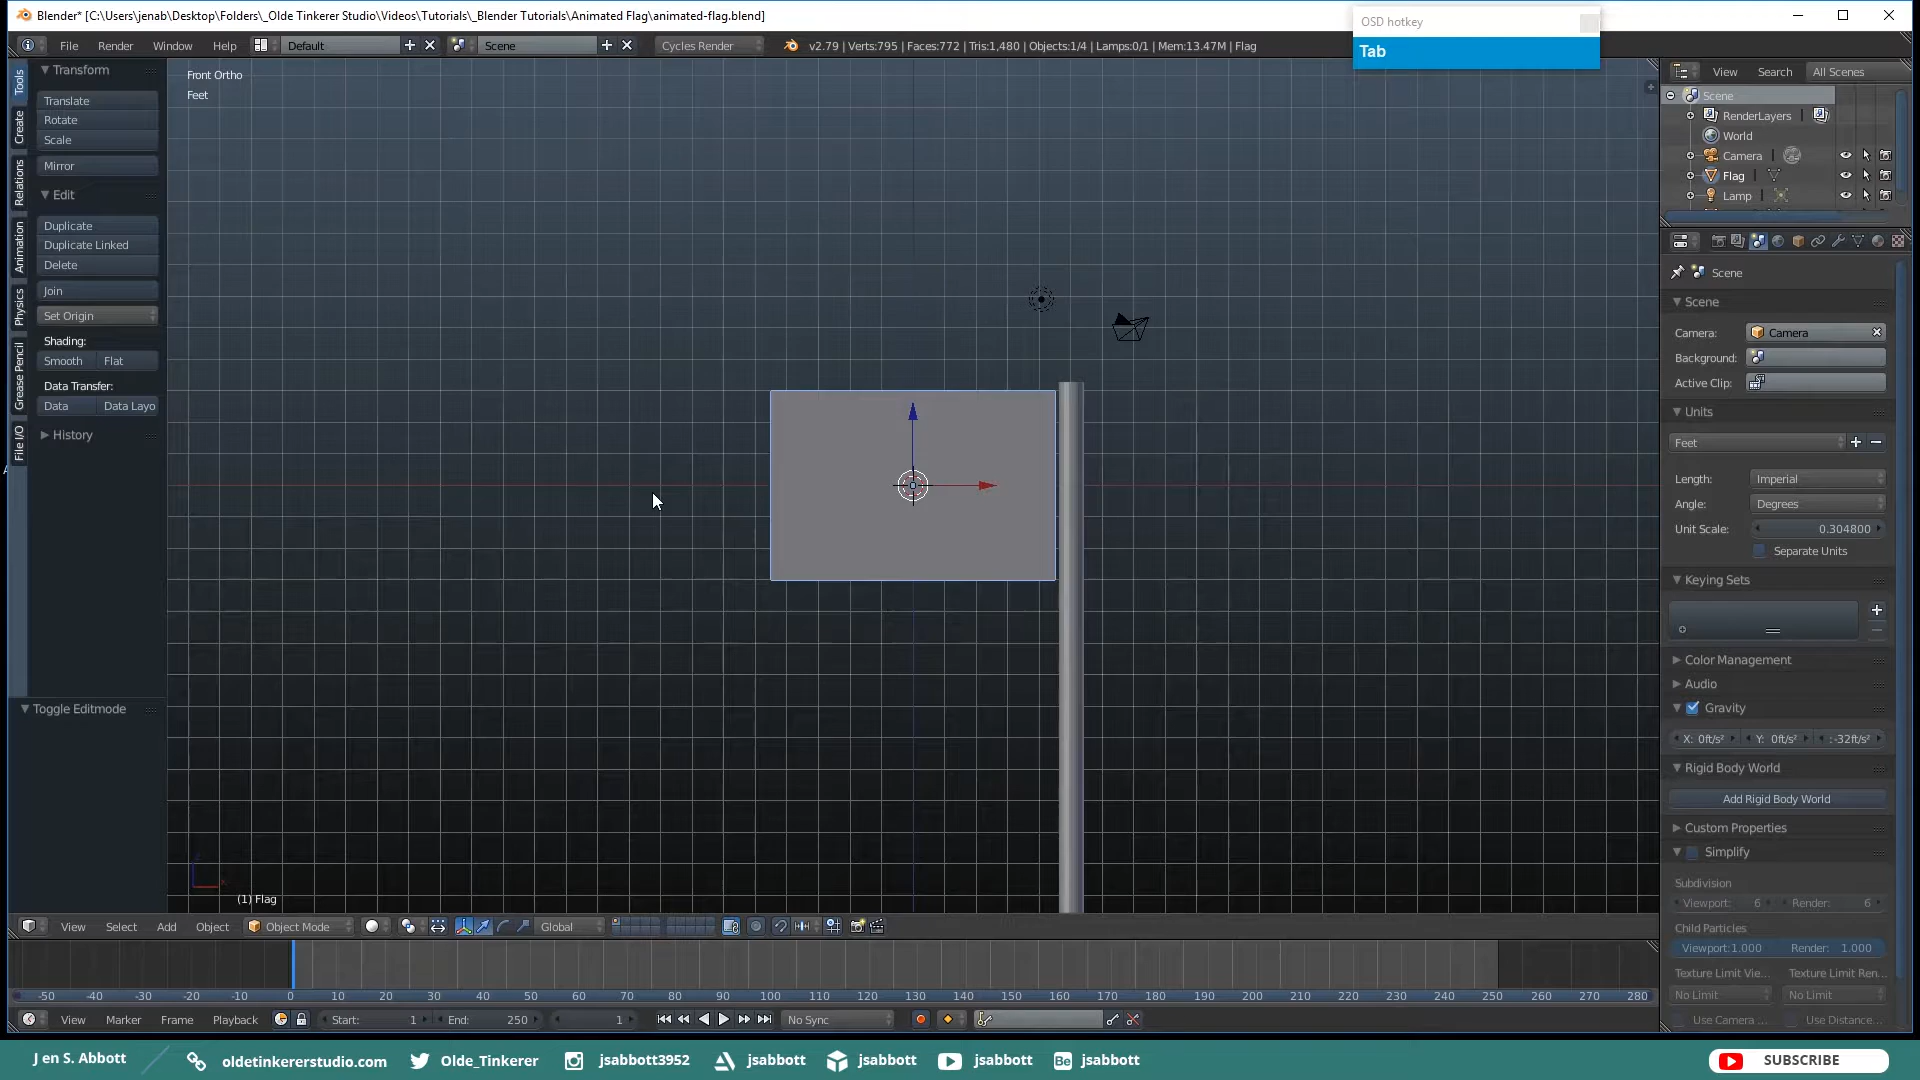 Blender* [C:\Users\jenab\Desktop\Folders\_Olde Tinkerer Studio\Videos\Tutorials\_Blender Tutorials\Animated Flag\animated-flag.blend]
OSD hotkey
Tab
File Render Window Help Default Scene Cycles Render v2.79 | Verts:795 | Faces:772 | Tris:1,480 | Objects:1/4 | Lamps:0/1 | Mem:13.47M | Flag
Tools
Create
Relations
Animation
Physics
Grease Pencil
File I/O
Transform
Translate
Rotate
Scale
Mirror
Edit
Duplicate
Duplicate Linked
Delete
Join
Set Origin
Shading:
Smooth Flat
Data Transfer:
Data Data Layo
History
Toggle Editmode
Front Ortho
Feet
(1) Flag
View Search All Scenes
Scene
RenderLayers
World
Camera
Flag
Lamp
Scene
Scene
Camera: Camera
Background:
Active Clip:
Units
Feet
Length: Imperial
Angle: Degrees
Unit Scale: 0.304800
Separate Units
Keying Sets
Color Management
Audio
Gravity
X: 0ft/s² Y: 0ft/s² : -32ft/s²
Rigid Body World
Add Rigid Body World
Custom Properties
Simplify
Subdivision
Viewport: 6 Render: 6
Child Particles
Viewport:1.000 Render: 1.000
Texture Limit Vie... Texture Limit Ren...
No Limit No Limit
Use Camera ... Use Distance...
View Select Add Object Object Mode Global
-50 -40 -30 -20 -10 0 10 20 30 40 50 60 70 80 90 100 110 120 130 140 150 160 170 180 190 200 210 220 230 240 250 260 270 280
View Marker Frame Playback Start: 1 End: 250 1 No Sync
J en S. Abbott oldetinkererstudio.com Olde_Tinkerer jsabbott3952 jsabbott jsabbott jsabbott Be jsabbott SUBSCRIBE